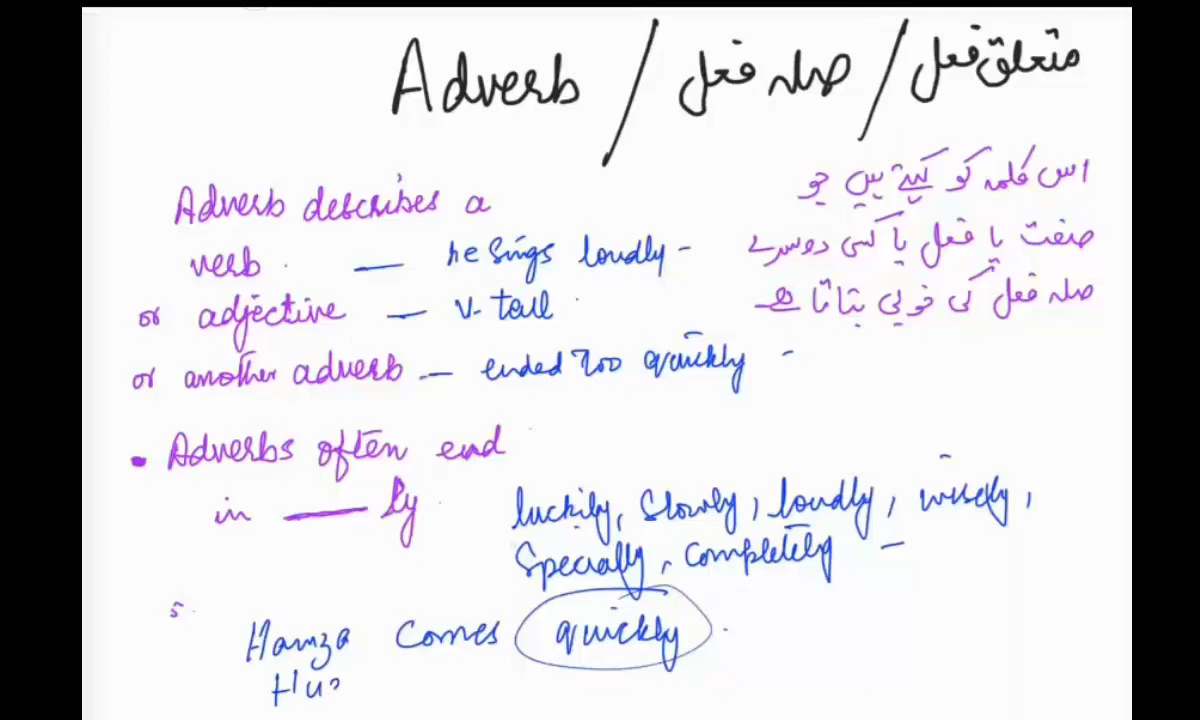 Adverb / صلہ فعل / متعلق فعل
Adverb describes a
verb — he sings loudly -
or adjective — v. tall
or another adverb — ended too quickly -
اس کلمہ کو کہتے ہیں جو
صفت یا فعل یا کسی دوسرے
صلہ فعل کی خوبی بتاتا ہے
• Adverbs often end
in —— ly
luckily, slowly, loudly, wisely,
specially, completely -
Hamza comes quickly